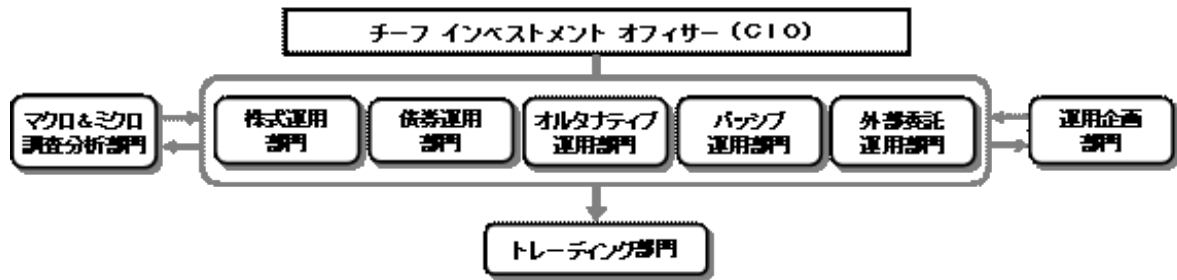 チーフ インベストメント オフィサー(CIO)
マクロ&ミクロ
調査分析部門
株式運用
部門
債券運用
部門
オルタナティブ
運用部門
パッシブ
運用部門
外部委託
運用部門
運用企画
部門
トレーディング部門